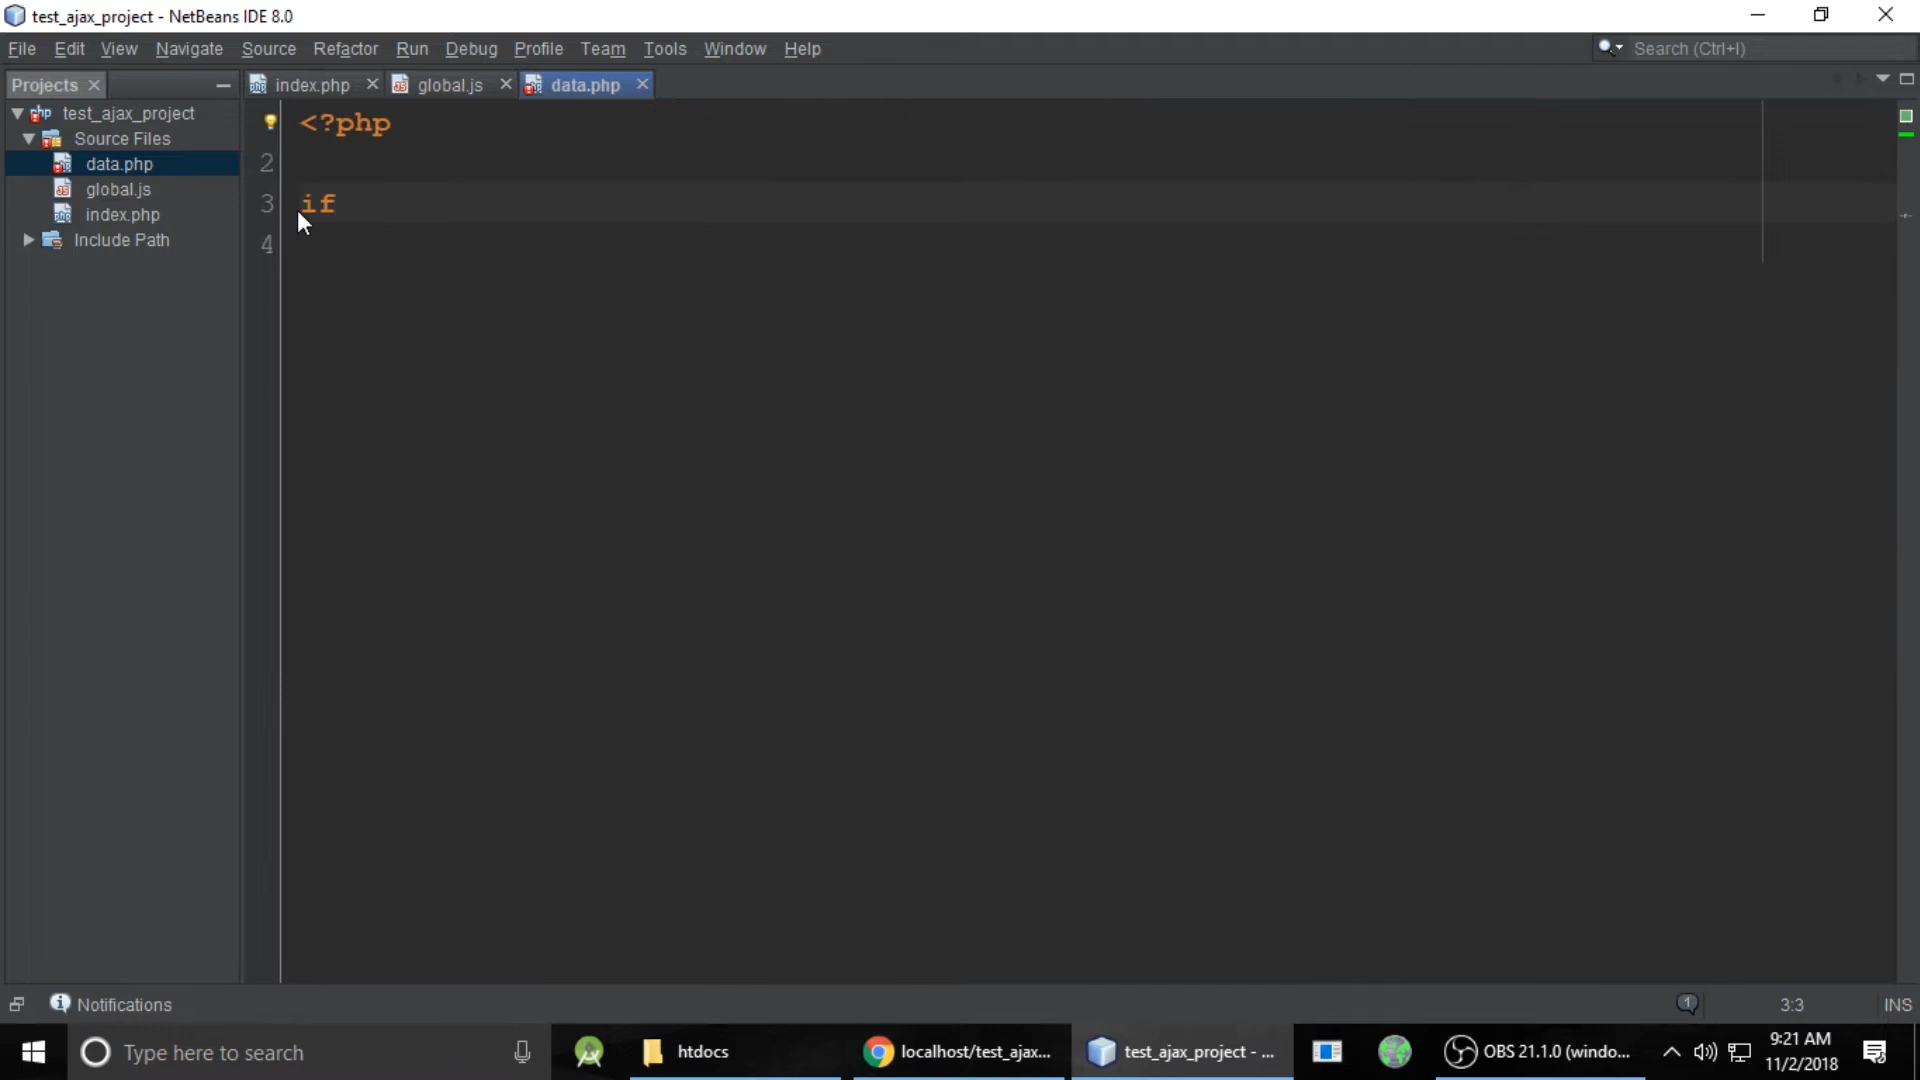 test_ajax_project - NetBeans IDE 8.0
File Edit View Navigate Source Refactor Run Debug Profile Team Tools Window Help
Search (Ctrl+I)
Projects
index.php global.js data.php
test_ajax_project
Source Files
data.php
global.js
index.php
Include Path
<?php
2
3 if
4
Notifications
1 3:3 INS
Type here to search
htdocs
localhost/test_ajax...
test_ajax_project - ...
OBS 21.1.0 (windo...
9:21 AM
11/2/2018